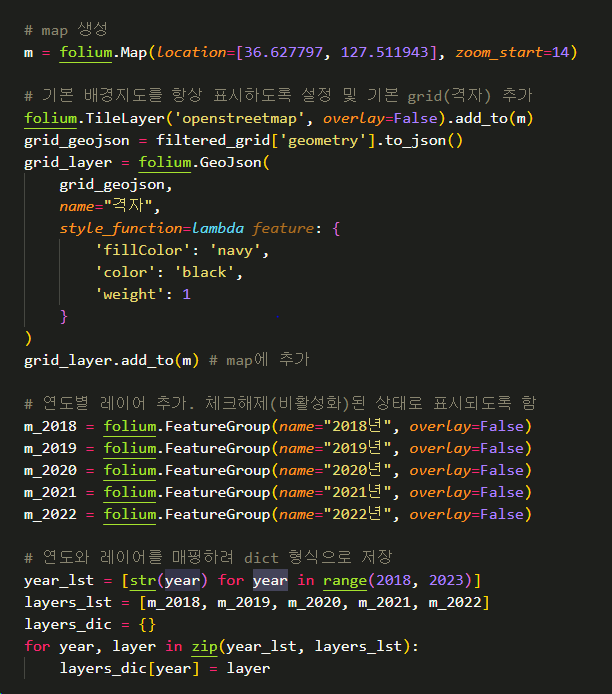 # map 생성
m = folium.Map(location=[36.627797, 127.511943], zoom_start=14)
# 기본 배경지도를 항상 표시하도록 설정 및 기본 grid(격자) 추가
folium.TileLayer('openstreetmap', overlay=False).add_to(m)
grid_geojson = filtered_grid['geometry'].to_json()
grid_layer = folium.GeoJson(
    grid_geojson,
    name="격자",
    style_function=lambda feature: {
        'fillColor': 'navy',
        'color': 'black',
        'weight': 1
    }
)
grid_layer.add_to(m) # map에 추가
# 연도별 레이어 추가. 체크해제(비활성화)된 상태로 표시되도록 함
m_2018 = folium.FeatureGroup(name="2018년", overlay=False)
m_2019 = folium.FeatureGroup(name="2019년", overlay=False)
m_2020 = folium.FeatureGroup(name="2020년", overlay=False)
m_2021 = folium.FeatureGroup(name="2021년", overlay=False)
m_2022 = folium.FeatureGroup(name="2022년", overlay=False)
# 연도와 레이어를 매핑하려 dict 형식으로 저장
year_lst = [str(year) for year in range(2018, 2023)]
layers_lst = [m_2018, m_2019, m_2020, m_2021, m_2022]
layers_dic = {}
for year, layer in zip(year_lst, layers_lst):
    layers_dic[year] = layer